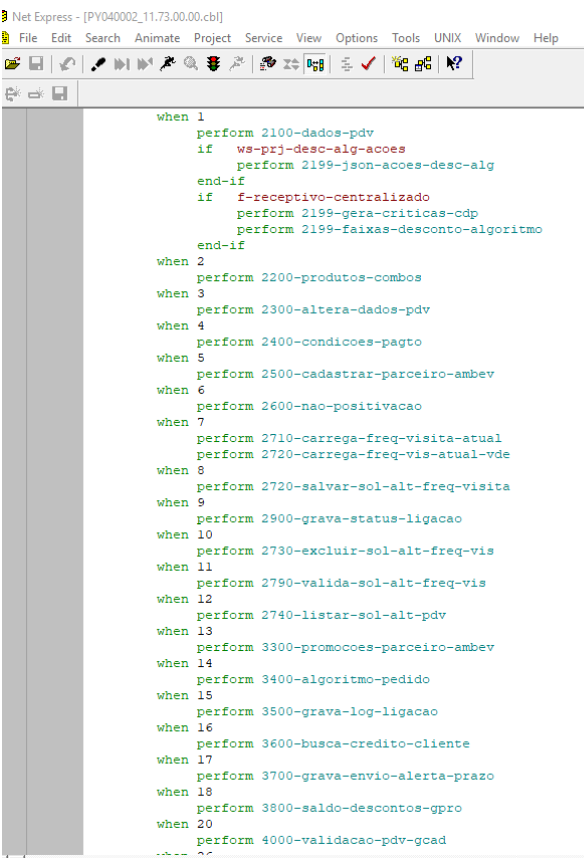 Net Express - [PY040002_11.73.00.00.cbl]
File Edit Search Animate Project Service View Options Tools UNIX Window Help
when 1
perform 2100-dados-pdv
if ws-prj-desc-alg-acoes
perform 2199-json-acoes-desc-alg
end-if
if f-receptivo-centralizado
perform 2199-gera-criticas-cdp
perform 2199-faixas-desconto-algoritmo
end-if
when 2
perform 2200-produtos-combos
when 3
perform 2300-altera-dados-pdv
when 4
perform 2400-condicoes-pagto
when 5
perform 2500-cadastrar-parceiro-ambev
when 6
perform 2600-nao-positivacao
when 7
perform 2710-carrega-freq-visita-atual
perform 2720-carrega-freq-vis-atual-vde
when 8
perform 2720-salvar-sol-alt-freq-visita
when 9
perform 2900-grava-status-ligacao
when 10
perform 2730-excluir-sol-alt-freq-vis
when 11
perform 2790-valida-sol-alt-freq-vis
when 12
perform 2740-listar-sol-alt-pdv
when 13
perform 3300-promocoes-parceiro-ambev
when 14
perform 3400-algoritmo-pedido
when 15
perform 3500-grava-log-ligacao
when 16
perform 3600-busca-credito-cliente
when 17
perform 3700-grava-envio-alerta-prazo
when 18
perform 3800-saldo-descontos-gpro
when 20
perform 4000-validacao-pdv-gcad